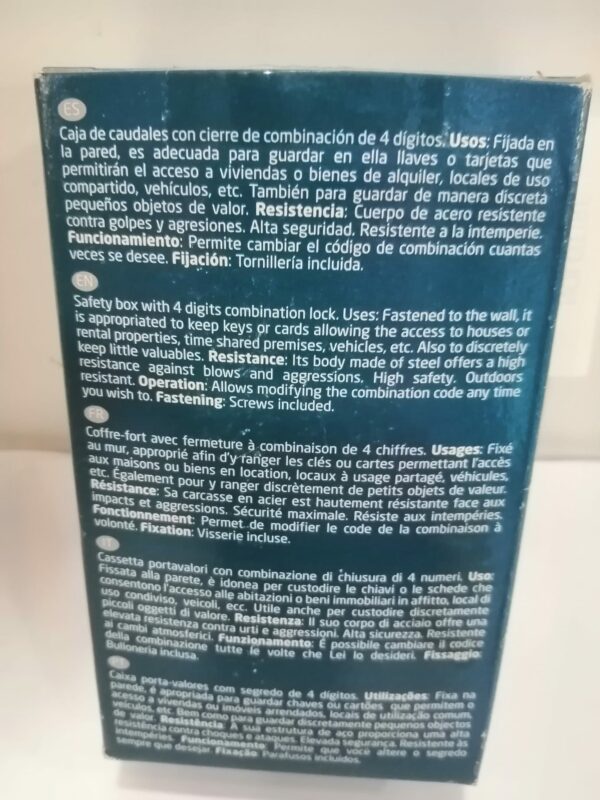 ES
Caja de caudales con cierre de combinación de 4 dígitos. Usos: Fijada en
la pared, es adecuada para guardar en ella llaves o tarjetas que
permitirán el acceso a viviendas o bienes de alquiler, locales de uso
compartido, vehículos, etc. También para guardar de manera discreta
pequeños objetos de valor. Resistencia: Cuerpo de acero resistente
contra golpes y agresiones. Alta seguridad. Resistente a la intemperie.
Funcionamiento: Permite cambiar el código de combinación cuantas
veces se desee. Fijación: Tornillería incluida.
EN
Safety box with 4 digits combination lock. Uses: Fastened to the wall, it
is appropriated to keep keys or cards allowing the access to houses or
rental properties, time shared premises, vehicles, etc. Also to discretely
keep little valuables. Resistance: Its body made of steel offers a high
resistance against blows and aggressions. High safety. Outdoors
resistant. Operation: Allows modifying the combination code any time
you wish to. Fastening: Screws included.
FR
Coffre-fort avec fermeture à combinaison de 4 chiffres. Usages: Fixé
au mur, approprié afin d'y ranger les clés ou cartes permettant l'accès
aux maisons ou biens en location, locaux à usage partagé, véhicules,
etc. Également pour y ranger discrètement de petits objets de valeur.
Résistance: Sa carcasse en acier est hautement résistante face aux
impacts et aggressions. Sécurité maximale. Résiste aux intempéries.
Fonctionnement: Permet de modifier le code de la combinaison à
volonté. Fixation: Visserie incluse.
IT
Cassetta portavalori con combinazione di chiusura di 4 numeri. Uso:
Fissata alla parete, è idonea per custodire le chiavi o le schede che
consentono l'accesso alle abitazioni o beni immobiliari in affitto, locali di
uso condiviso, veicoli, ecc. Utile anche per custodire discretamente
piccoli oggetti di valore. Resistenza: Il suo corpo di acciaio offre una
elevata resistenza contro urti e aggressioni. Alta sicurezza. Resistente
ai cambi atmosferici. Funzionamento: È possibile cambiare il codice
della combinazione tutte le volte che Lei lo desideri. Fissaggio:
Bulloneria inclusa.
PT
Caixa porta-valores com segredo de 4 dígitos. Utilizações: Fixa na
parede, é apropriada para guardar chaves ou cartões que permitem o
acesso a vivendas ou imóveis arrendados, locais de utilização comum,
veículos, etc. Bem como para guardar discretamente pequenos objectos
de valor. Resistência: A sua estrutura de aço proporciona uma alta
resistência contra choques e ataques. Elevada segurança. Resistente às
intempéries. Funcionamento: Permite que você altere o segredo
sempre que desejar. Fixação: Parafusos incluídos.